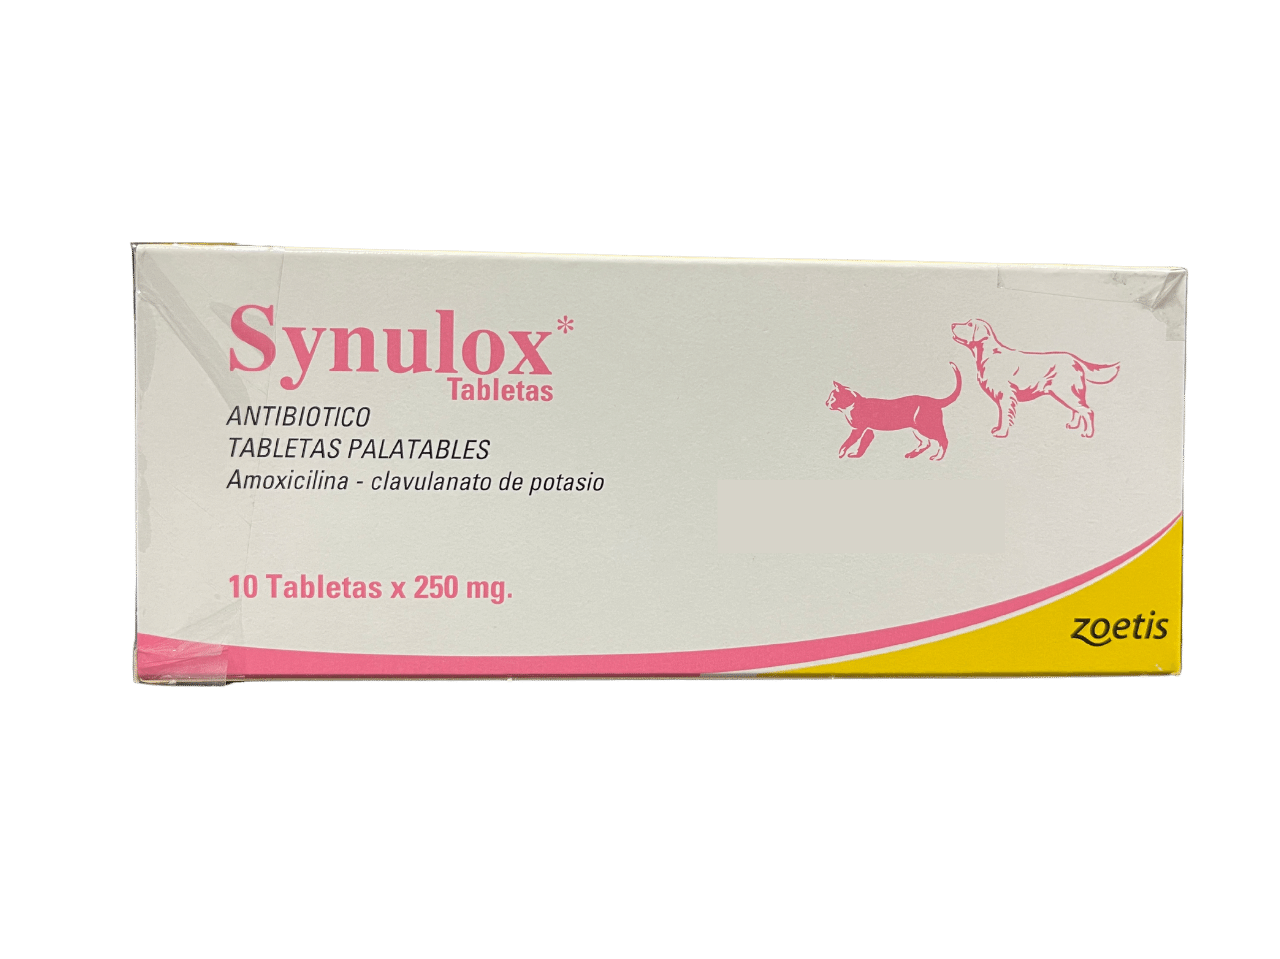 Synulox*
Tabletas
ANTIBIOTICO
TABLETAS PALATABLES
Amoxicilina - clavulanato de potasio
10 Tabletas x 250 mg.
zoetis